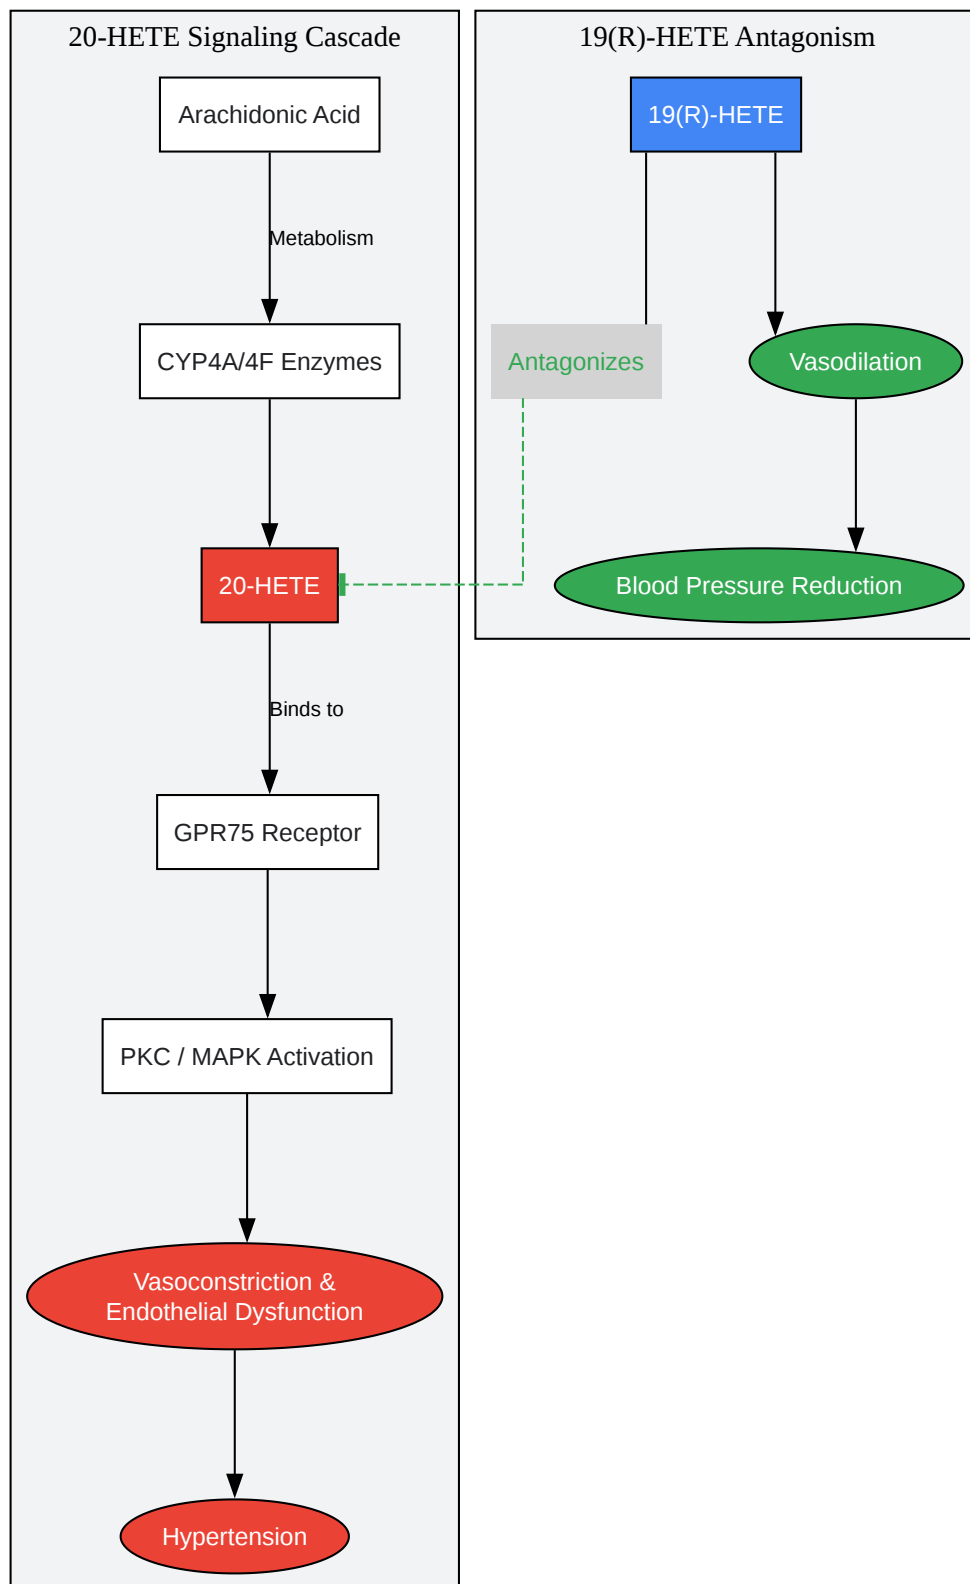 20-HETE Signaling Cascade
Arachidonic Acid
Metabolism
CYP4A/4F Enzymes
20-HETE
Binds to
GPR75 Receptor
PKC / MAPK Activation
Vasoconstriction &
Endothelial Dysfunction
Hypertension
19(R)-HETE Antagonism
19(R)-HETE
Antagonizes
Vasodilation
Blood Pressure Reduction